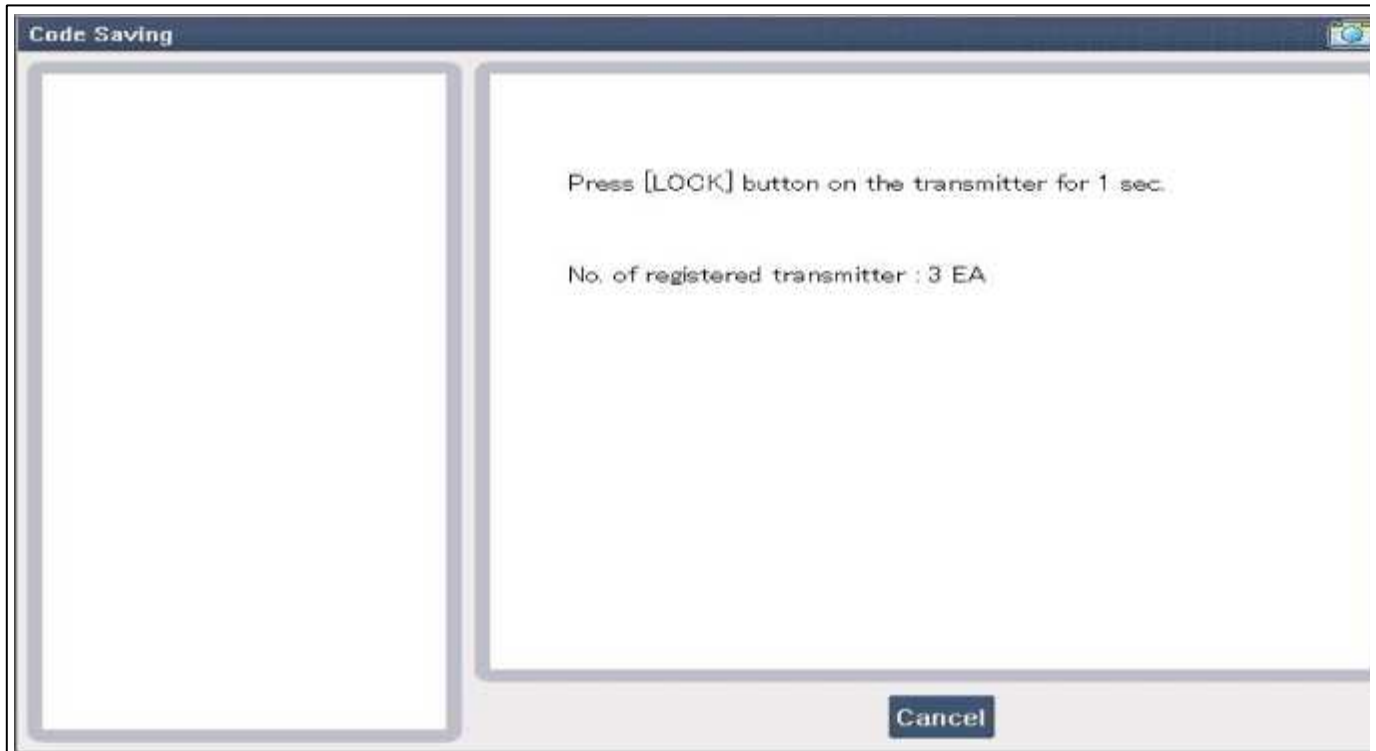 Code Saving
Press [LOCK] button on the transmitter for 1 sec.
No. of registered transmitter : 3 EA
Cancel